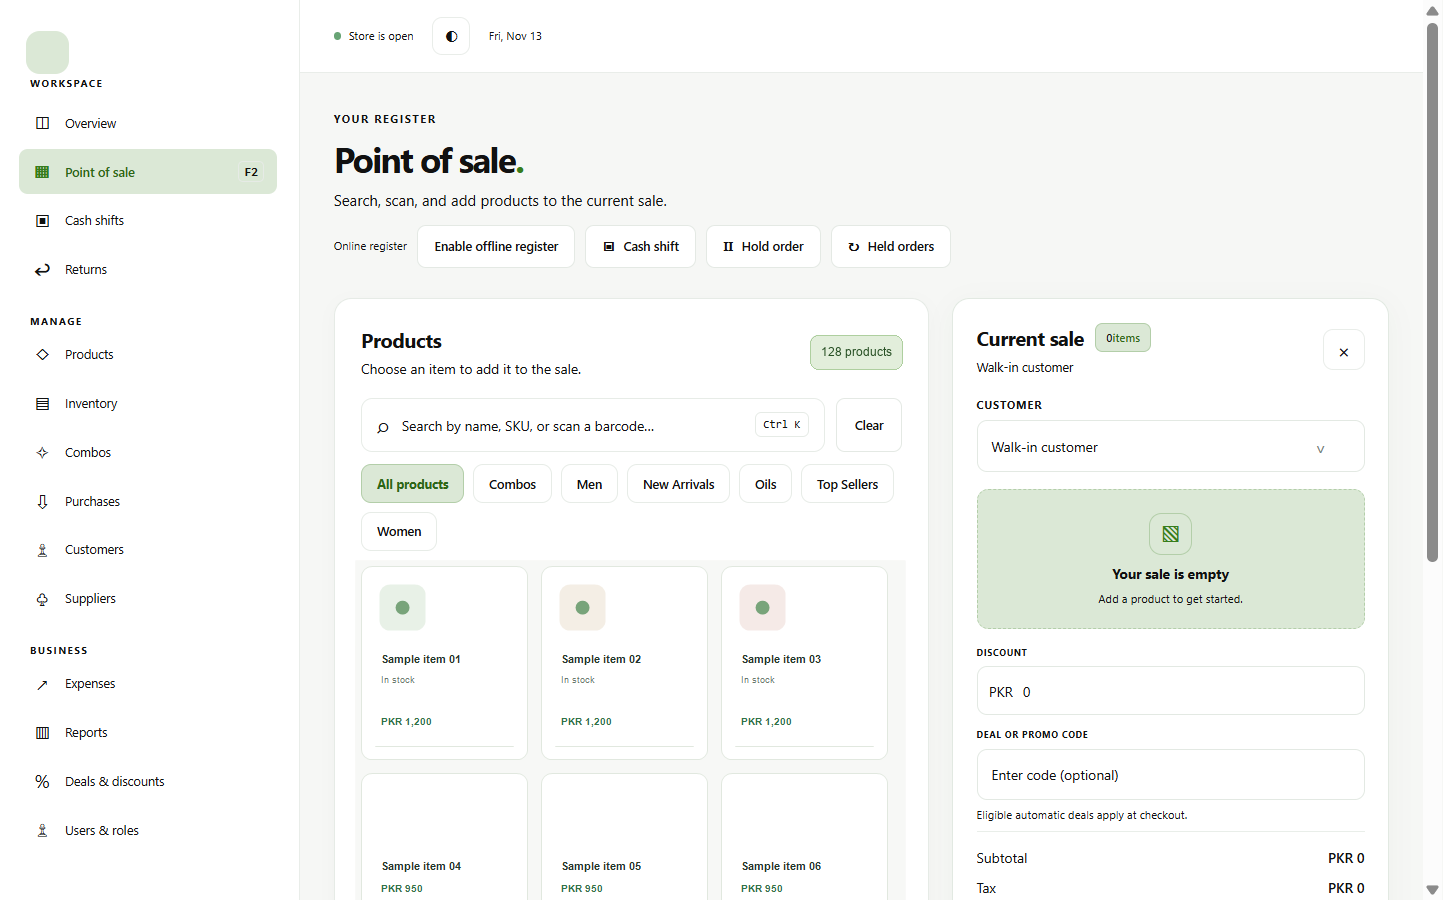 WORKSPACE
Overview
Point of sale F2
Cash shifts
Returns
MANAGE
Products
Inventory
Combos
Purchases
Customers
Suppliers
BUSINESS
Expenses
Reports
Deals & discounts
Users & roles
Store is open
Fri, Nov 13
YOUR REGISTER
Point of sale.
Search, scan, and add products to the current sale.
Online register
Enable offline register
Cash shift
Hold order
Held orders
Products
128 products
Choose an item to add it to the sale.
Search by name, SKU, or scan a barcode... Ctrl K
Clear
All products
Combos
Men
New Arrivals
Oils
Top Sellers
Women
Sample item 01
In stock
PKR 1,200
Sample item 02
In stock
PKR 1,200
Sample item 03
In stock
PKR 1,200
Sample item 04
PKR 950
Sample item 05
PKR 950
Sample item 06
PKR 950
Current sale 0items
Walk-in customer
CUSTOMER
Walk-in customer v
Your sale is empty
Add a product to get started.
DISCOUNT
PKR 0
DEAL OR PROMO CODE
Enter code (optional)
Eligible automatic deals apply at checkout.
Subtotal PKR 0
Tax PKR 0